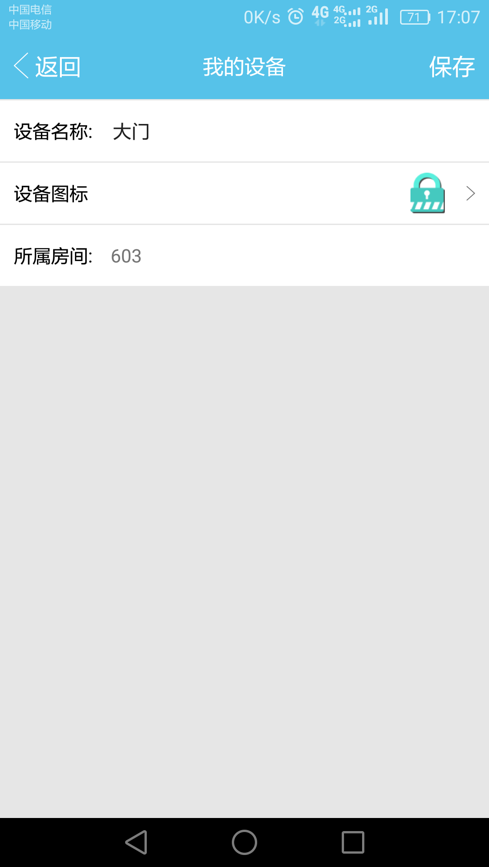 中国电信
中国移动
0K/s 4G 4G 2G 2G 71 17:07
返回 我的设备 保存
设备名称: 大门
设备图标
所属房间: 603